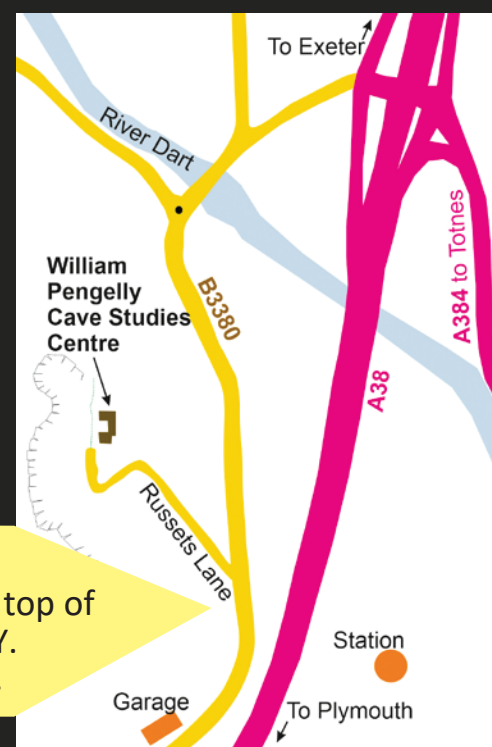 To Exeter
River Dart
William
Pengelly
Cave Studies
Centre
B3380
A384 to Totnes
A38
Russets Lane
top of
Station
Garage
To Plymouth